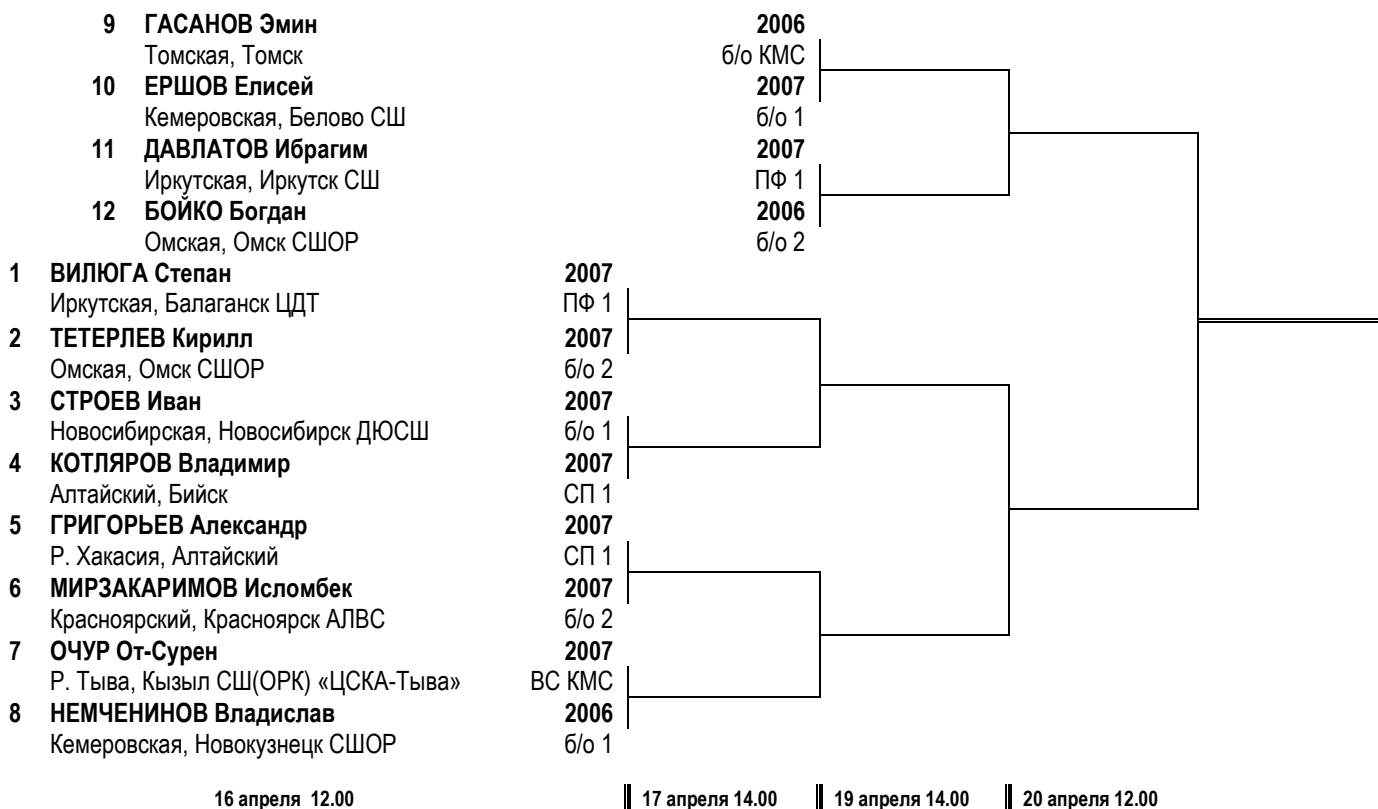 9 ГАСАНОВ Эмин 2006
Томская, Томск б/о КМС
10 ЕРШОВ Елисей 2007
Кемеровская, Белово СШ б/о 1
11 ДАВЛАТОВ Ибрагим 2007
Иркутская, Иркутск СШ ПФ 1
12 БОЙКО Богдан 2006
Омская, Омск СШОР б/о 2
1 ВИЛЮГА Степан 2007
Иркутская, Балаганск ЦДТ ПФ 1
2 ТЕТЕРЛЕВ Кирилл 2007
Омская, Омск СШОР б/о 2
3 СТРОЕВ Иван 2007
Новосибирская, Новосибирск ДЮСШ б/о 1
4 КОТЛЯРОВ Владимир 2007
Алтайский, Бийск СП 1
5 ГРИГОРЬЕВ Александр 2007
Р. Хакасия, Алтайский СП 1
6 МИРЗАКАРИМОВ Исломбек 2007
Красноярский, Красноярск АЛВС б/о 2
7 ОЧУР От-Сурен 2007
Р. Тыва, Кызыл СШ(ОРК) «ЦСКА-Тыва» ВС КМС
8 НЕМЧЕНИНОВ Владислав 2006
Кемеровская, Новокузнецк СШОР б/о 1
16 апреля 12.00 17 апреля 14.00 19 апреля 14.00 20 апреля 12.00